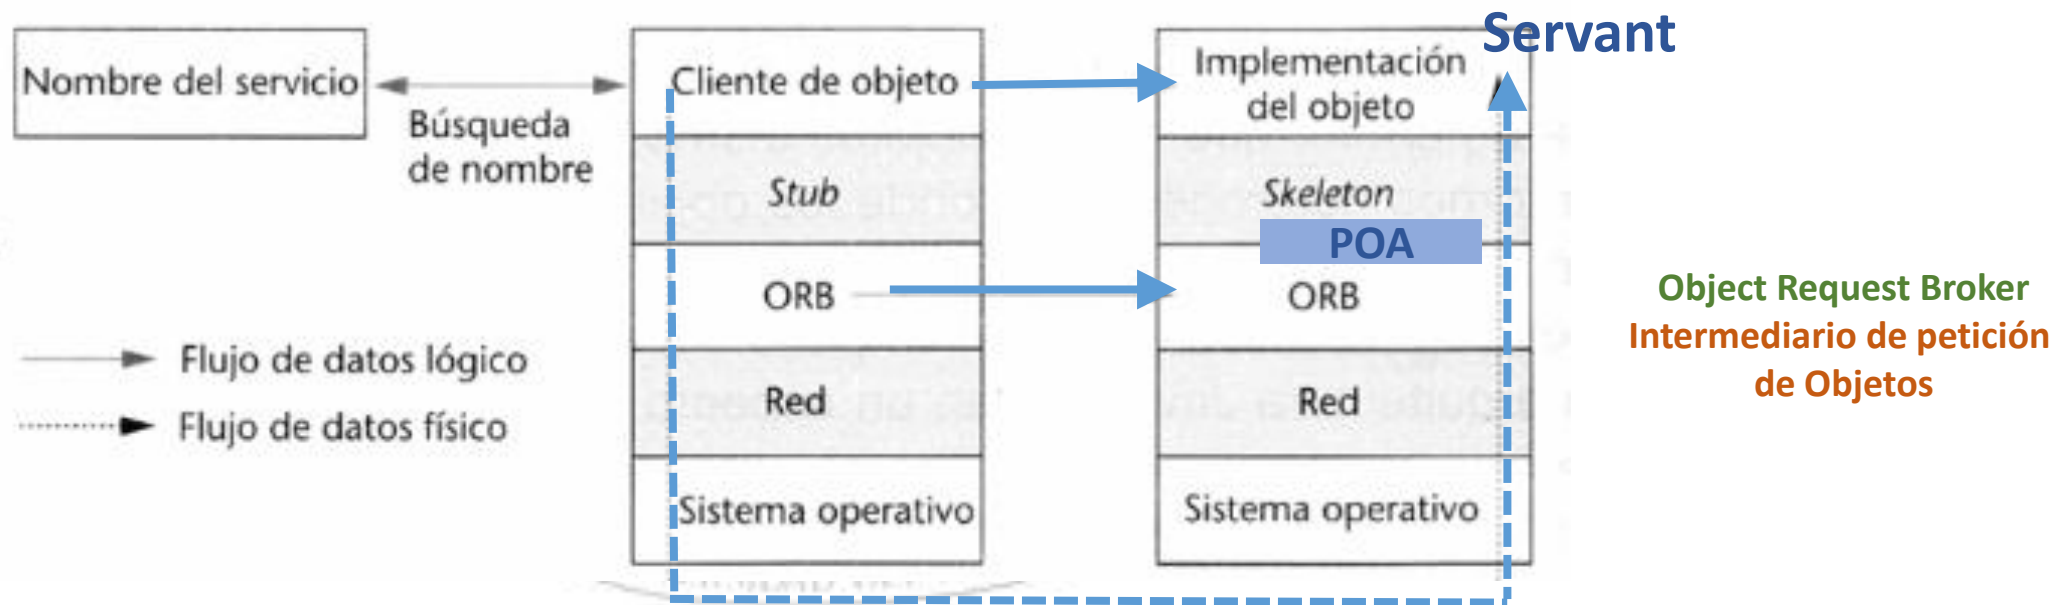 Servant
Nombre del servicio
Búsqueda
de nombre
Cliente de objeto
Stub
ORB
Red
Sistema operativo
Implementación
del objeto
Skeleton
POA
ORB
Red
Sistema operativo
Flujo de datos lógico
Flujo de datos físico
Object Request Broker
Intermediario de petición
de Objetos